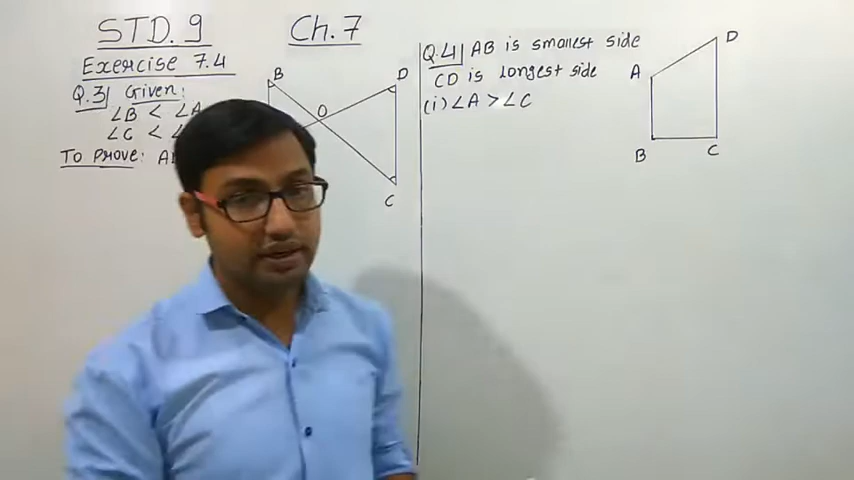 STD. 9
Ch. 7
Exercise 7.4
Q.3) Given:
∠B < ∠A
∠C < ∠
To prove: A
B
D
O
C
Q.4) AB is smallest side
CD is longest side
(i) ∠A > ∠C
D
A
B
C